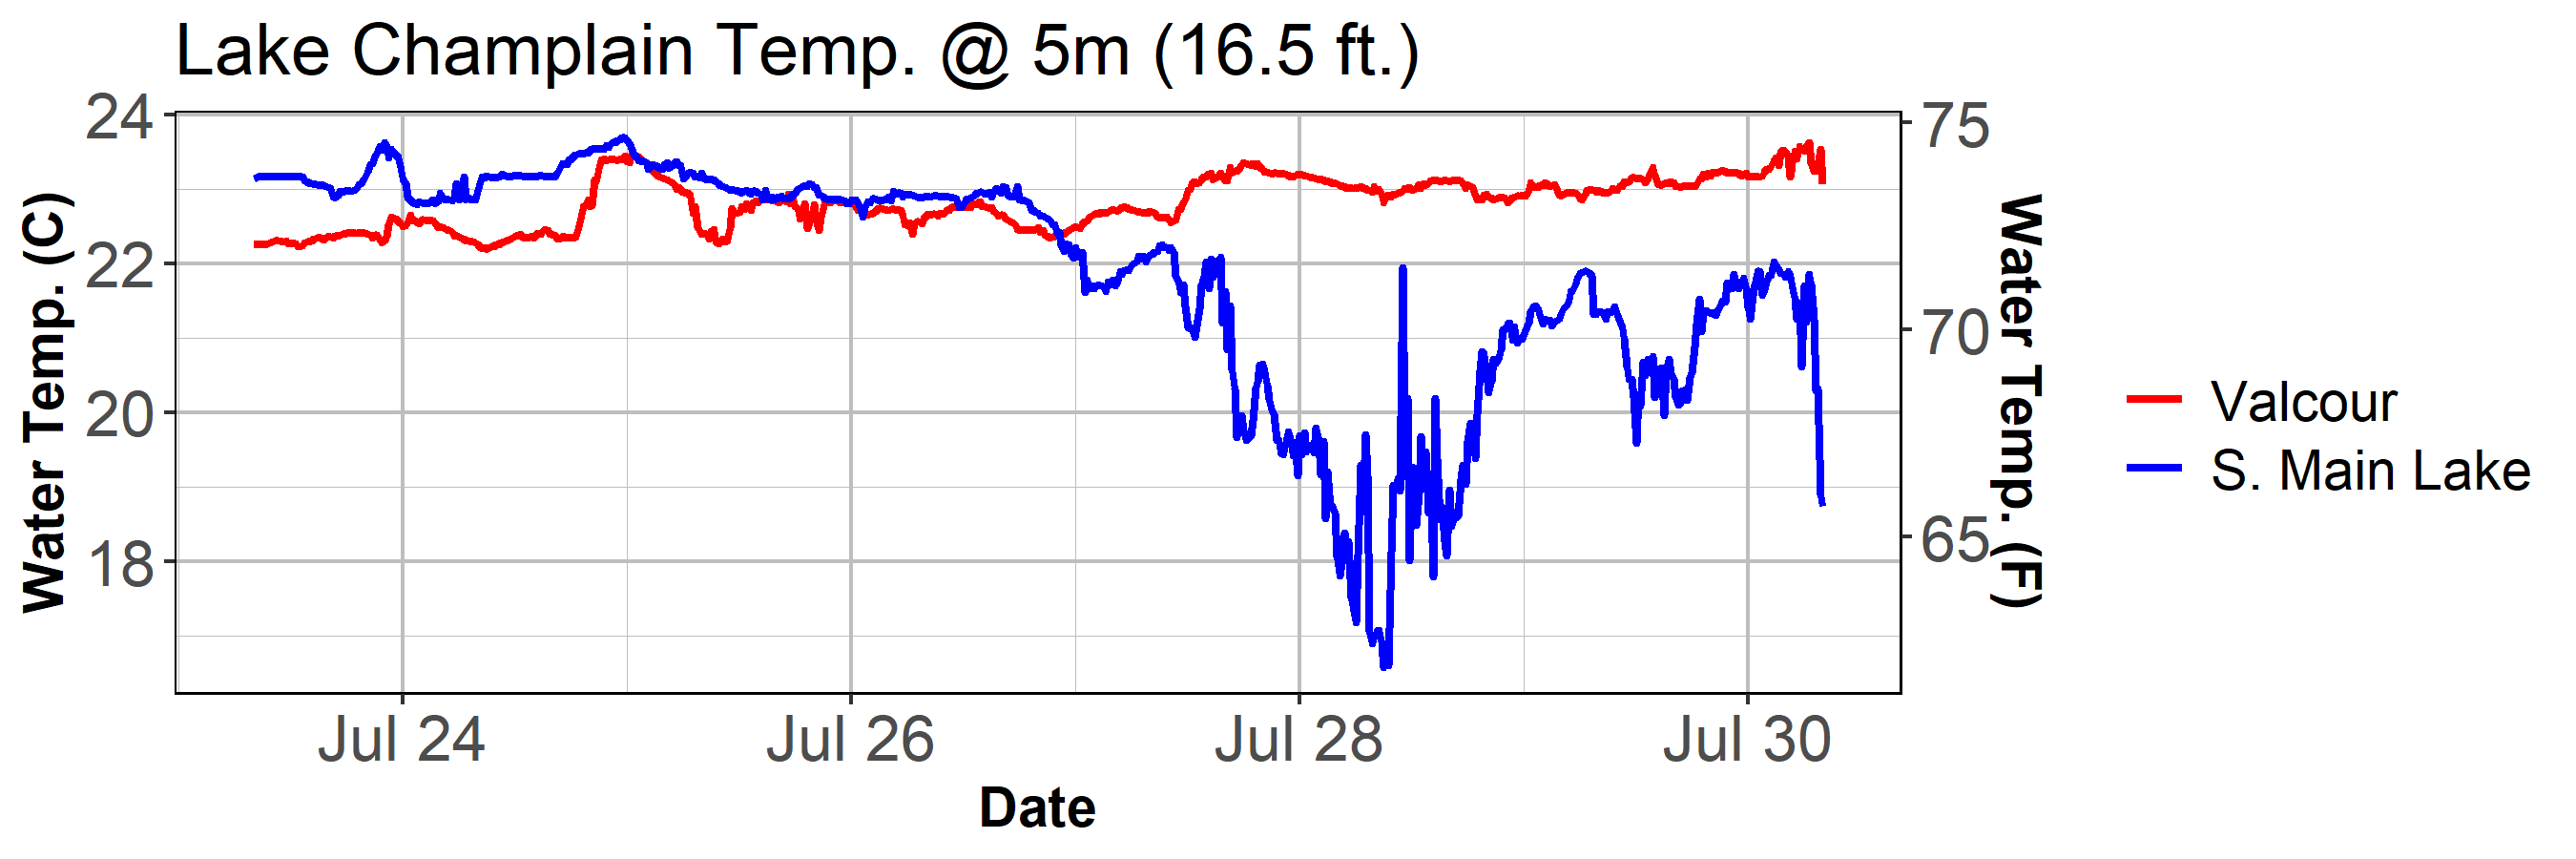 Lake Champlain Temp. @ 5m (16.5 ft.)
Water Temp. (C)
24
22
20
18
75
70
65
Water Temp. (F)
Jul 24
Jul 26
Jul 28
Jul 30
Date
Valcour
S. Main Lake